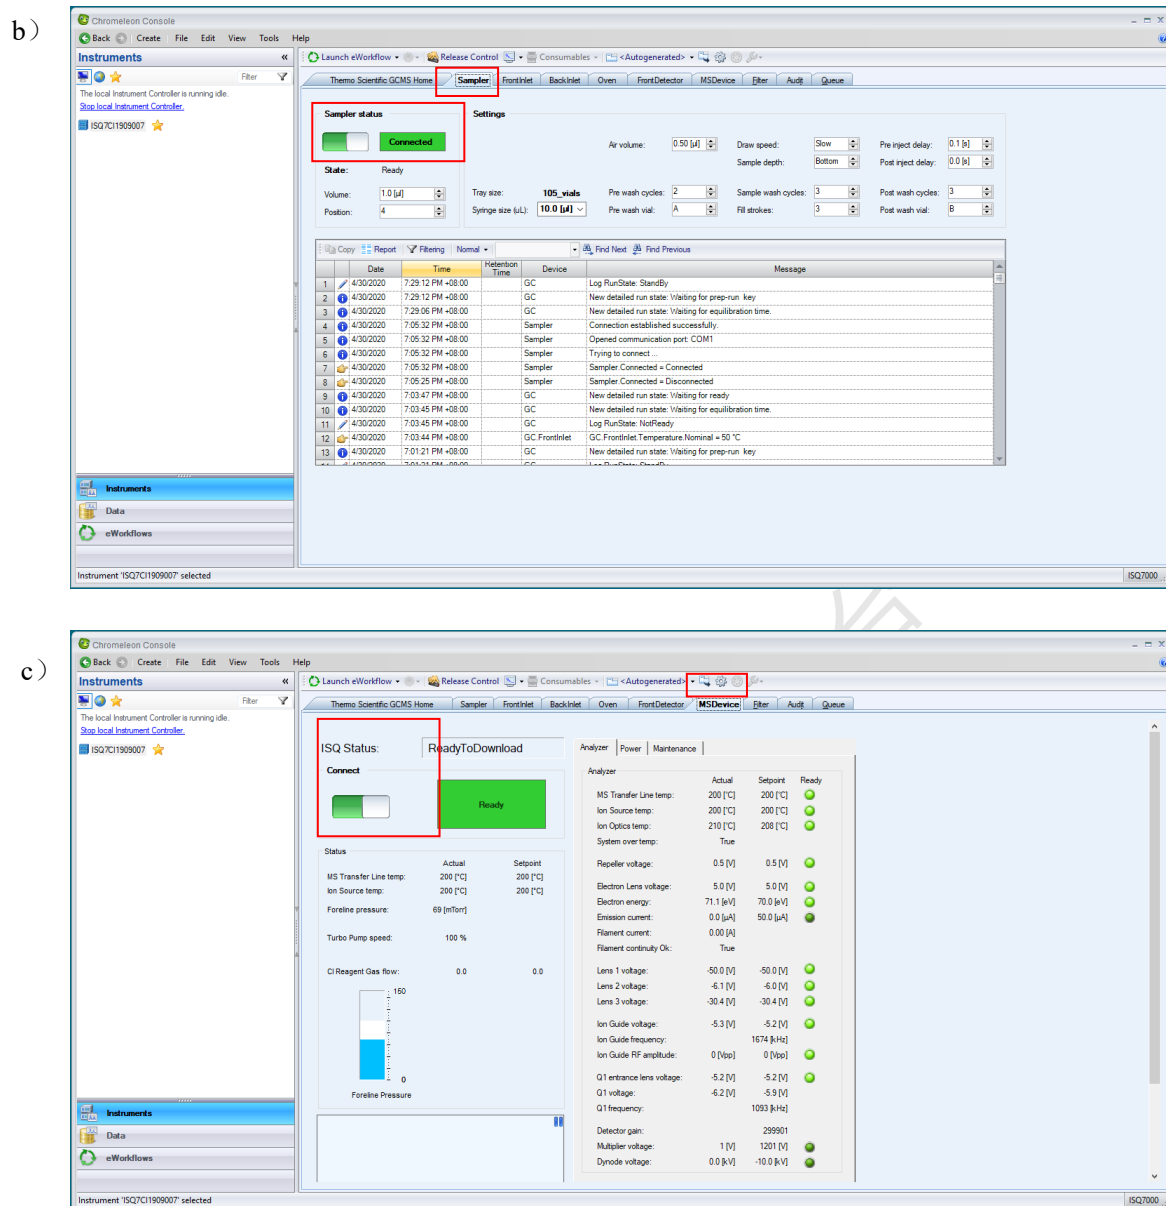 b）
Chromeleon Console
Back Create File Edit View Tools Help
Instruments « Launch eWorkflow Release Control Consumables <Autogenerated>
Filter Thermo Scientific GCMS Home Sampler FrontInlet BackInlet Oven FrontDetector MSDevice Filter Audit Queue
The local Instrument Controller is running idle.
Stop local Instrument Controller.
ISQ7CI1909007
Sampler status Settings
Connected Air volume: 0.50 [µl] Draw speed: Slow Pre inject delay: 0.1 [s]
Sample depth: Bottom Post inject delay: 0.0 [s]
State: Ready
Volume: 1.0 [µl] Tray size: 105_vials Pre wash cycles: 2 Sample wash cycles: 3 Post wash cycles: 3
Position: 4 Syringe size (uL): 10.0 [µl] Pre wash vial: A Fill strokes: 3 Post wash vial: B
Copy Report Filtering Normal Find Next Find Previous
Date Time Retention Time Device Message
1 4/30/2020 7:29:12 PM +08:00 GC Log RunState: StandBy
2 4/30/2020 7:29:12 PM +08:00 GC New detailed run state: Waiting for prep-run key
3 4/30/2020 7:29:06 PM +08:00 GC New detailed run state: Waiting for equilibration time.
4 4/30/2020 7:05:32 PM +08:00 Sampler Connection established successfully.
5 4/30/2020 7:05:32 PM +08:00 Sampler Opened communication port: COM1
6 4/30/2020 7:05:32 PM +08:00 Sampler Trying to connect ...
7 4/30/2020 7:05:32 PM +08:00 Sampler Sampler.Connected = Connected
8 4/30/2020 7:05:25 PM +08:00 Sampler Sampler.Connected = Disconnected
9 4/30/2020 7:03:47 PM +08:00 GC New detailed run state: Waiting for ready
10 4/30/2020 7:03:45 PM +08:00 GC New detailed run state: Waiting for equilibration time.
11 4/30/2020 7:03:45 PM +08:00 GC Log RunState: NotReady
12 4/30/2020 7:03:44 PM +08:00 GC.FrontInlet GC.FrontInlet.Temperature.Nominal = 50 °C
13 4/30/2020 7:01:21 PM +08:00 GC New detailed run state: Waiting for prep-run key
Instruments
Data
eWorkflows
Instrument 'ISQ7CI1909007' selected ISQ7000
c）
Chromeleon Console
Back Create File Edit View Tools Help
Instruments « Launch eWorkflow Release Control Consumables <Autogenerated>
Filter Thermo Scientific GCMS Home Sampler FrontInlet BackInlet Oven FrontDetector MSDevice Filter Audit Queue
The local Instrument Controller is running idle.
Stop local Instrument Controller.
ISQ7CI1909007
ISQ Status: ReadyToDownload
Connect
Ready
Status
Actual Setpoint
MS Transfer Line temp: 200 [°C] 200 [°C]
Ion Source temp: 200 [°C] 200 [°C]
Foreline pressure: 69 [mTorr]
Turbo Pump speed: 100 %
CI Reagent Gas flow: 0.0 0.0
150
0
Foreline Pressure
Analyzer Power Maintenance
Analyzer
Actual Setpoint Ready
MS Transfer Line temp: 200 [°C] 200 [°C]
Ion Source temp: 200 [°C] 200 [°C]
Ion Optics temp: 210 [°C] 208 [°C]
System over temp: True
Repeller voltage: 0.5 [V] 0.5 [V]
Electron Lens voltage: 5.0 [V] 5.0 [V]
Electron energy: 71.1 [eV] 70.0 [eV]
Emission current: 0.0 [µA] 50.0 [µA]
Filament current: 0.00 [A]
Filament continuity Ok: True
Lens 1 voltage: -50.0 [V] -50.0 [V]
Lens 2 voltage: -6.1 [V] -6.0 [V]
Lens 3 voltage: -30.4 [V] -30.4 [V]
Ion Guide voltage: -5.3 [V] -5.2 [V]
Ion Guide frequency: 1674 [kHz]
Ion Guide RF amplitude: 0 [Vpp] 0 [Vpp]
Q1 entrance lens voltage: -5.2 [V] -5.2 [V]
Q1 voltage: -6.2 [V] -5.9 [V]
Q1 frequency: 1093 [kHz]
Detector gain: 299901
Multiplier voltage: 1 [V] 1201 [V]
Dynode voltage: 0.0 [kV] -10.0 [kV]
Instruments
Data
eWorkflows
Instrument 'ISQ7CI1909007' selected ISQ7000